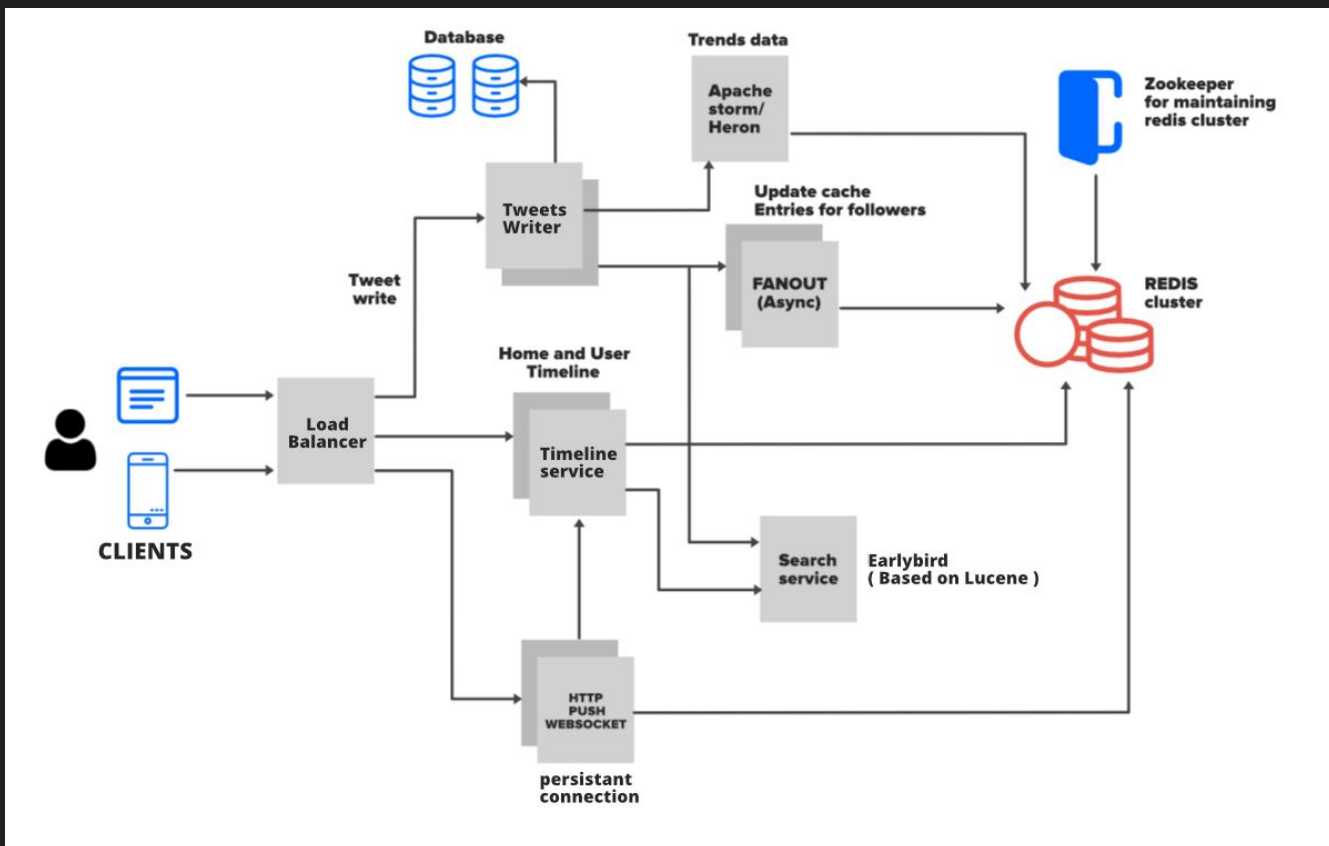 Database
Trends data
Apache
storm/
Heron
Zookeeper
for maintaining
redis cluster
Tweets
Writer
Update cache
Entries for followers
Tweet
write
FANOUT
(Async)
REDIS
cluster
Home and User
Timeline
Load
Balancer
Timeline
service
CLIENTS
Search
service
Earlybird
( Based on Lucene )
HTTP
PUSH
WEBSOCKET
persistant
connection